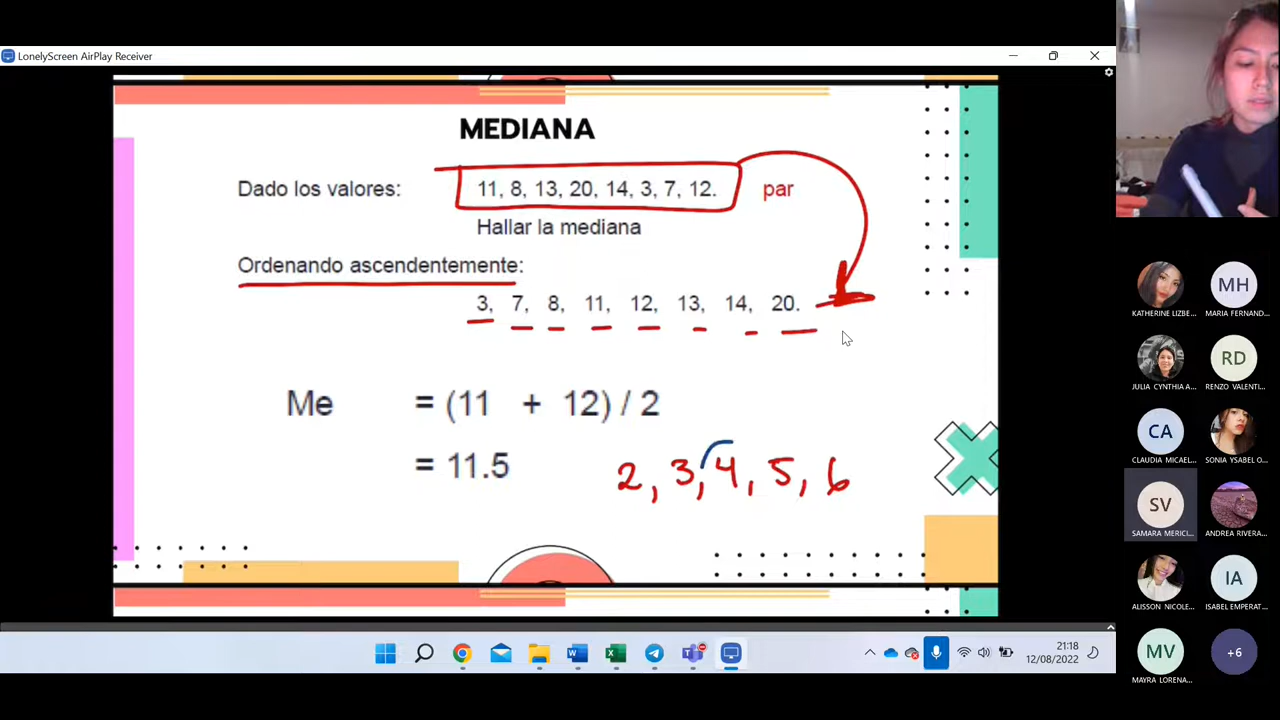 LonelyScreen AirPlay Receiver
MEDIANA
Dado los valores: 11, 8, 13, 20, 14, 3, 7, 12. par
Hallar la mediana
Ordenando ascendentemente:
3, 7, 8, 11, 12, 13, 14, 20.
Me = (11 + 12) / 2
= 11.5
2, 3, 4, 5, 6
KATHERINE LIZBE...
MH
MARIA FERNAND...
JULIA CYNTHIA A...
RD
RENZO VALENTI...
CA
CLAUDIA MICAEL...
SONIA YSABEL O...
SV
SAMARA MERICI...
ANDREA RIVERA...
ALISSON NICOLE...
IA
ISABEL EMPERAT...
MV
MAYRA LORENA...
+6
21:18
12/08/2022